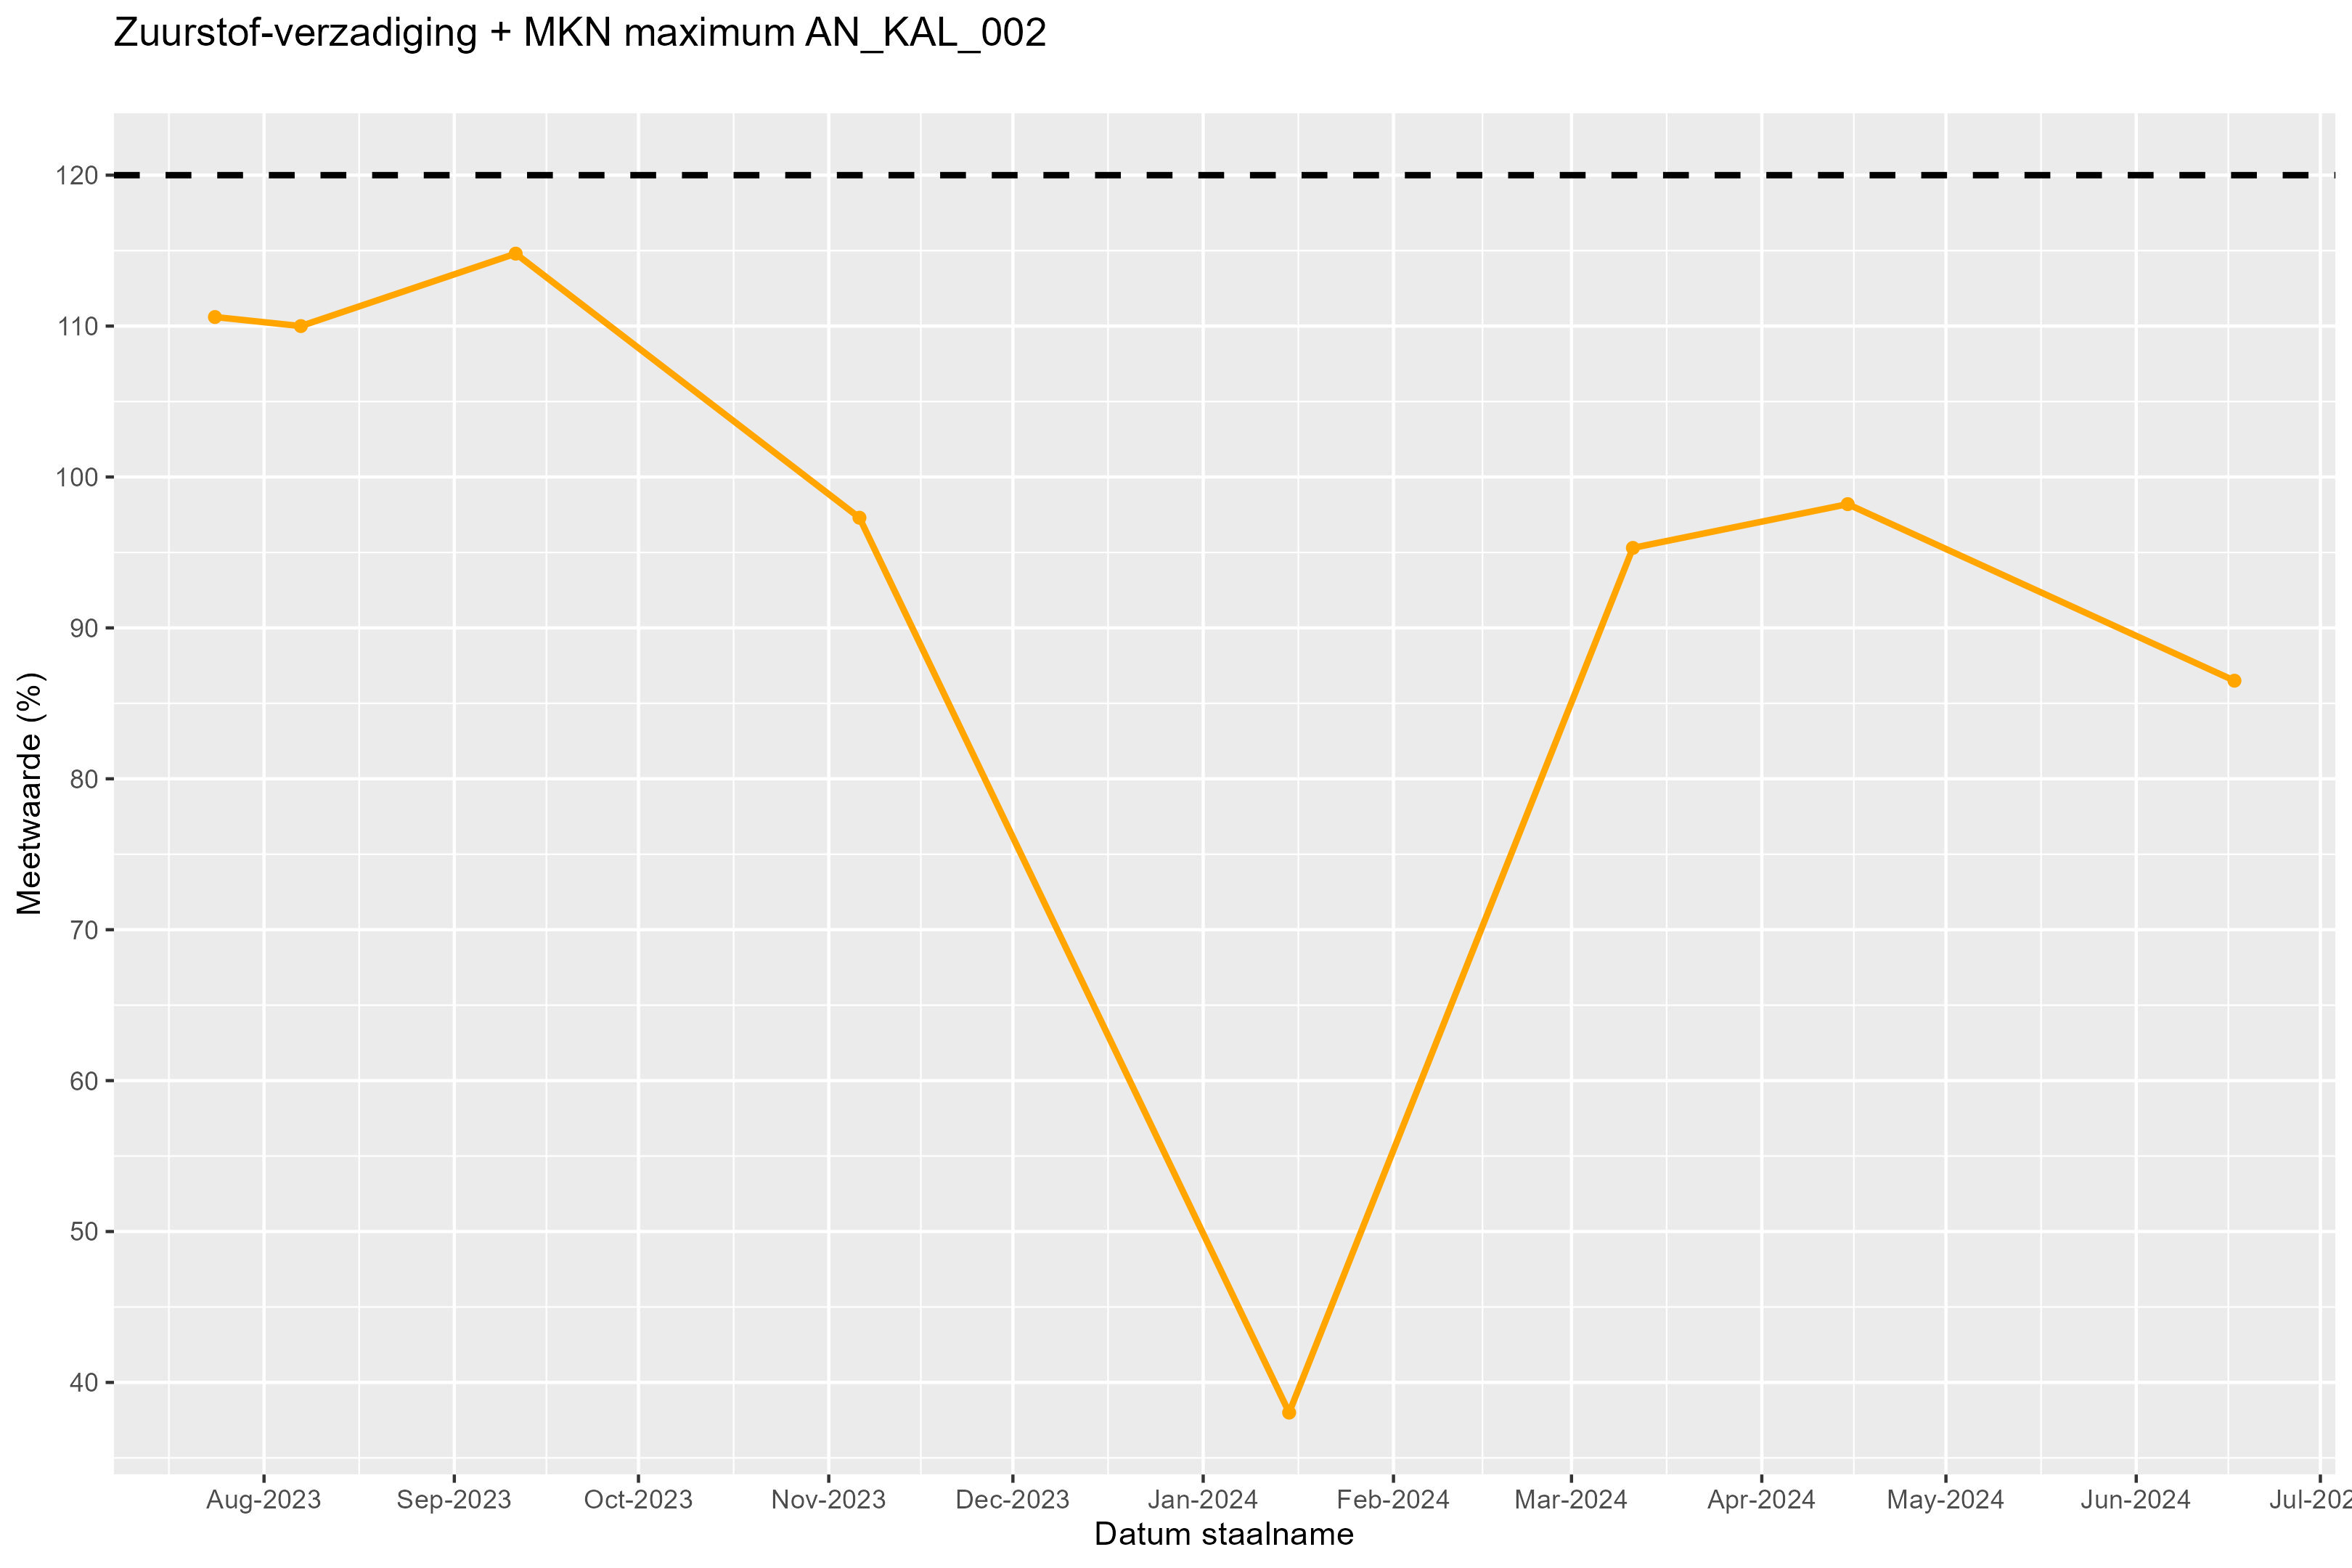 Zuurstof-verzadiging + MKN maximum AN_KAL_002
120
110
100
90
80
70
60
50
40
Meetwaarde (%)
Aug-2023 Sep-2023 Oct-2023 Nov-2023 Dec-2023 Jan-2024 Feb-2024 Mar-2024 Apr-2024 May-2024 Jun-2024 Jul-202
Datum staalname